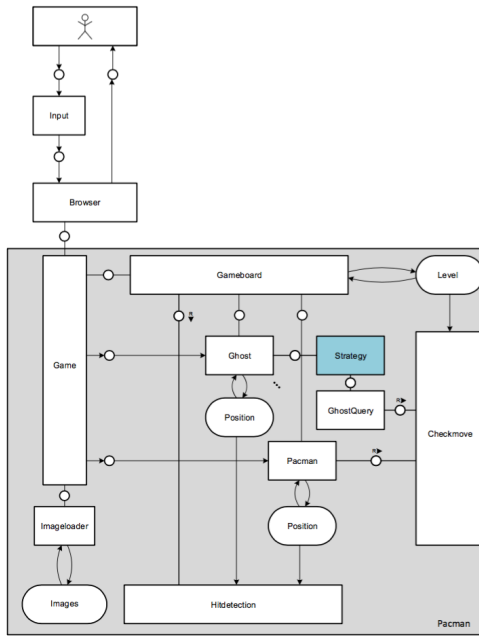 Input
Browser
Gameboard
Level
R
Game
Ghost
Strategy
Position
GhostQuery
R
Checkmove
Pacman
R
Imageloader
Position
Images
Hitdetection
Pacman